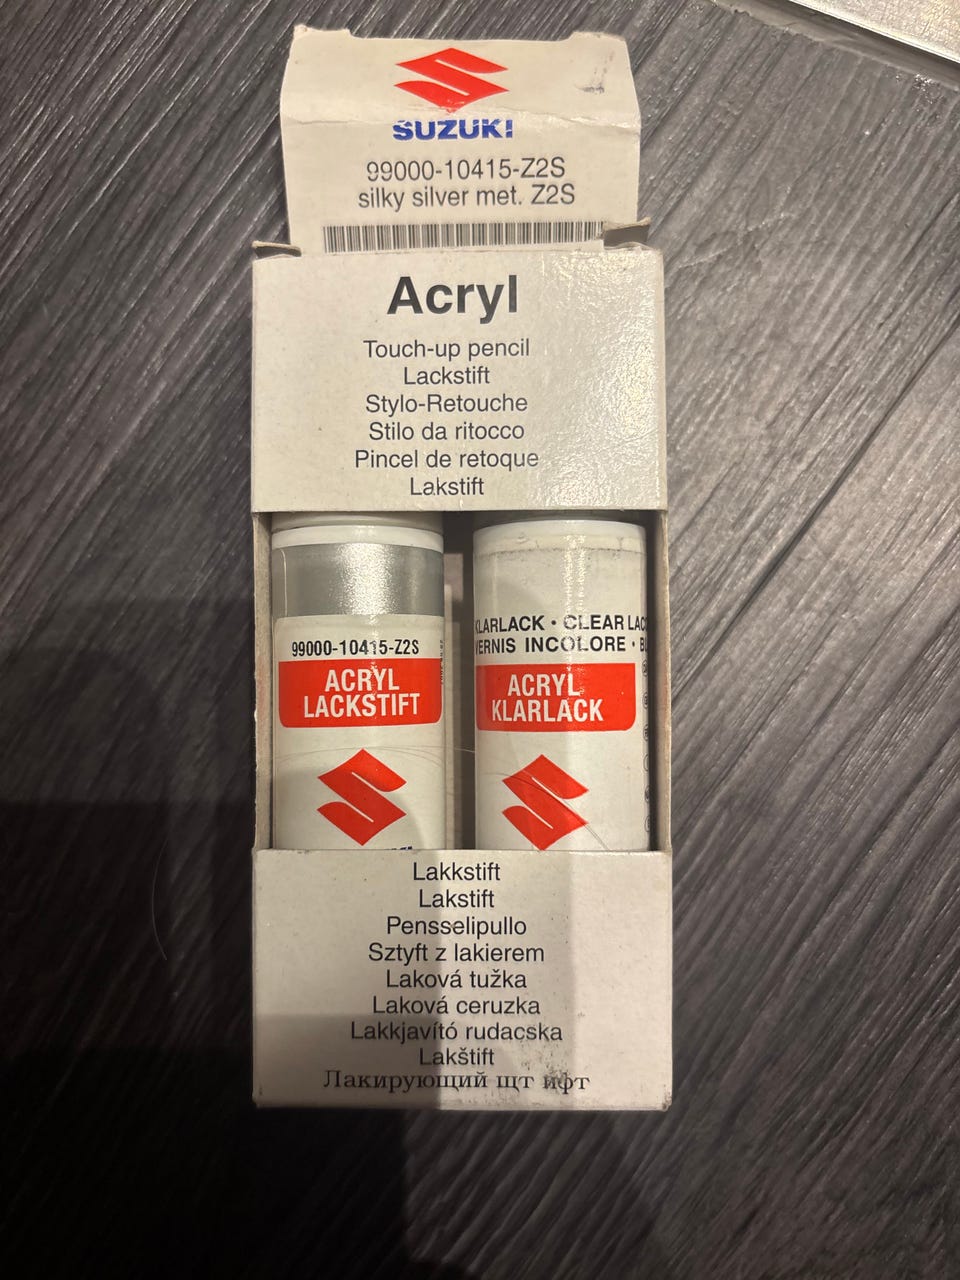 SUZUKI
99000-10415-Z2S
silky silver met. Z2S
Acryl
Touch-up pencil
Lackstift
Stylo-Retouche
Stilo da ritocco
Pincel de retoque
Lakstift
99000-10415-Z2S
ACRYL
LACKSTIFT
KLARLACK · CLEAR LAC
VERNIS INCOLORE · B
ACRYL
KLARLACK
Lakkstift
Lakstift
Pensselipullo
Sztyft z lakierem
Laková tužka
Laková ceruzka
Lakkjavító rudacska
Lakštift
Лакирующий щт ифт